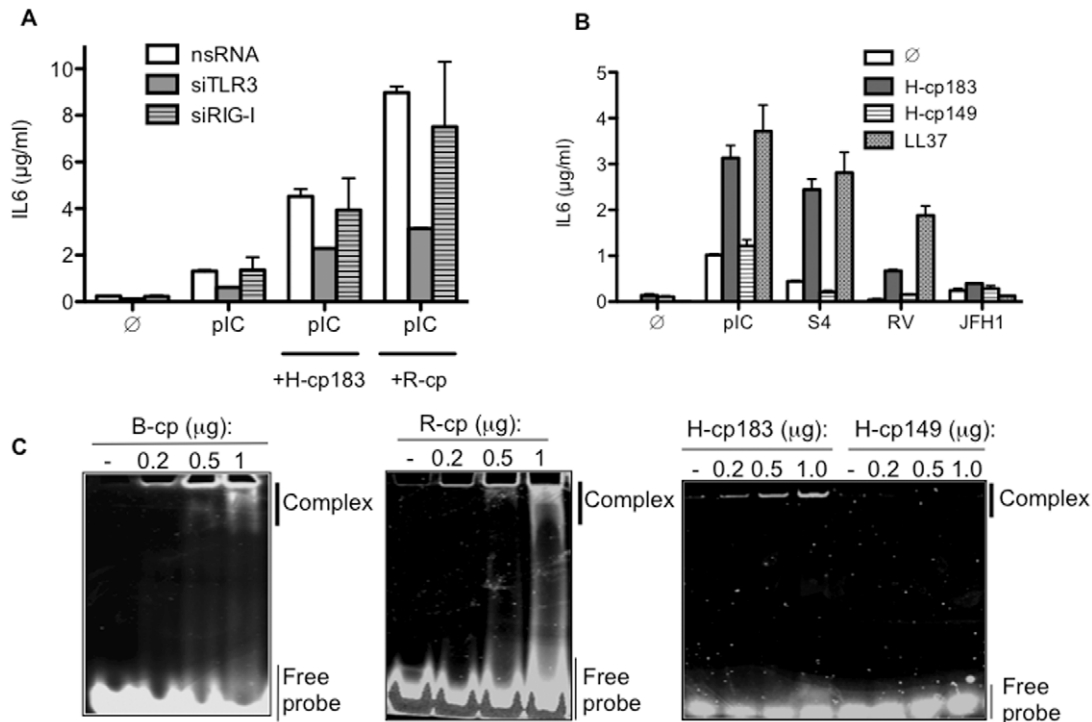 A
IL6 (µg/ml)
10
8
6
4
2
0
nsRNA
siTLR3
siRIG-I
∅
pIC
pIC
pIC
+H-cp183
+R-cp
B
IL6 (µg/ml)
5
4
3
2
1
0
∅
H-cp183
H-cp149
LL37
∅
pIC
S4
RV
JFH1
C
B-cp (µg):
- 0.2 0.5 1
Complex
Free
probe
R-cp (µg):
- 0.2 0.5 1
Complex
Free
probe
H-cp183 (µg): H-cp149 (µg):
- 0.2 0.5 1.0 - 0.2 0.5 1.0
Complex
Free
probe